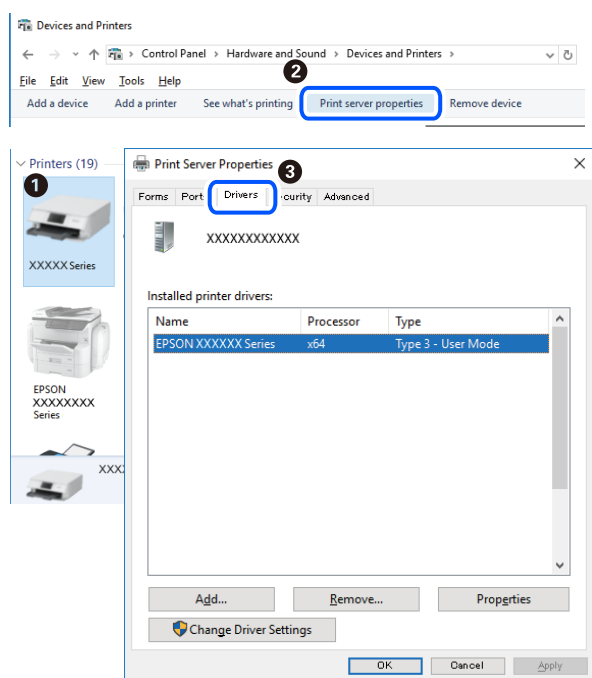 Devices and Printers
Control Panel > Hardware and Sound > Devices and Printers >
2
File Edit View Tools Help
Add a device Add a printer See what's printing Print server properties Remove device
Printers (19)
1
XXXXX Series
EPSON
XXXXXXXX
Series
XXX
Print Server Properties
3
Forms Port Drivers curity Advanced
XXXXXXXXXXXX
Installed printer drivers:
Name Processor Type
EPSON XXXXXX Series x64 Type 3 - User Mode
Add... Remove... Properties
Change Driver Settings
OK Cancel Apply